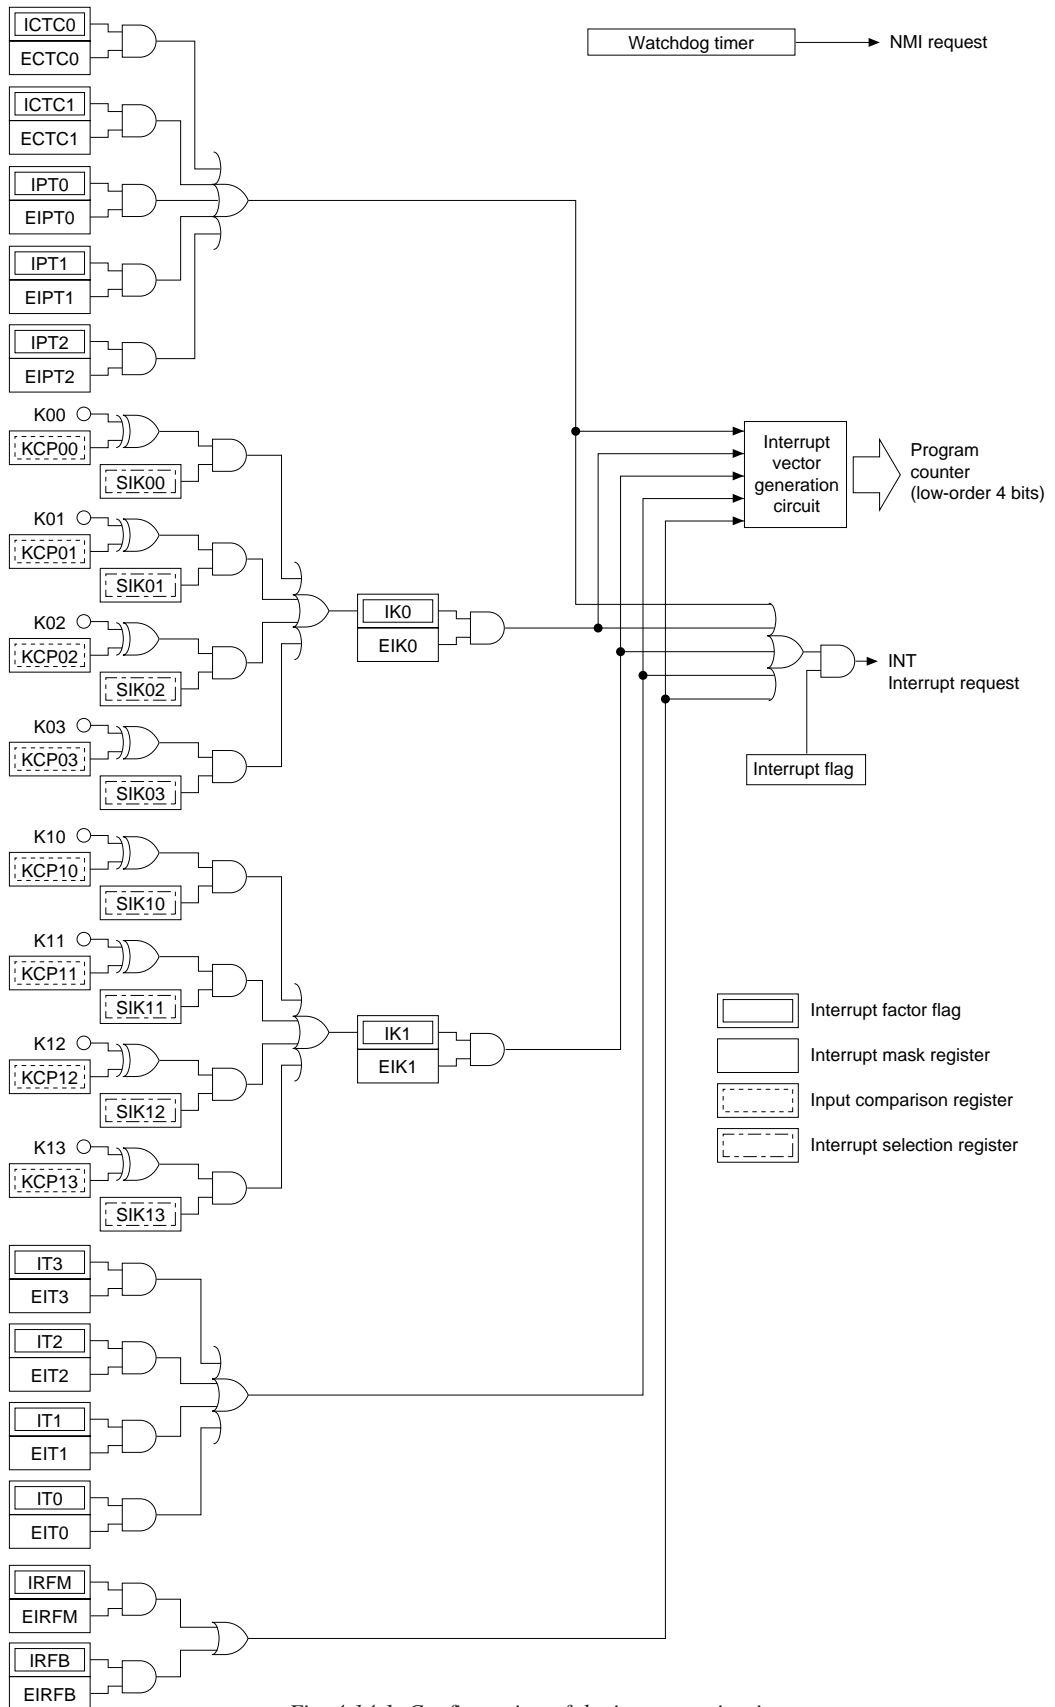 ICTC0
ECTC0
Watchdog timer
NMI request
ICTC1
ECTC1
IPT0
EIPT0
IPT1
EIPT1
IPT2
EIPT2
K00
KCP00
SIK00
K01
KCP01
SIK01
K02
KCP02
SIK02
K03
KCP03
SIK03
IK0
EIK0
Interrupt
vector
generation
circuit
Program
counter
(low-order 4 bits)
INT
Interrupt request
Interrupt flag
K10
KCP10
SIK10
K11
KCP11
SIK11
K12
KCP12
SIK12
K13
KCP13
SIK13
IK1
EIK1
Interrupt factor flag
Interrupt mask register
Input comparison register
Interrupt selection register
IT3
EIT3
IT2
EIT2
IT1
EIT1
IT0
EIT0
IRFM
EIRFM
IRFB
EIRFB